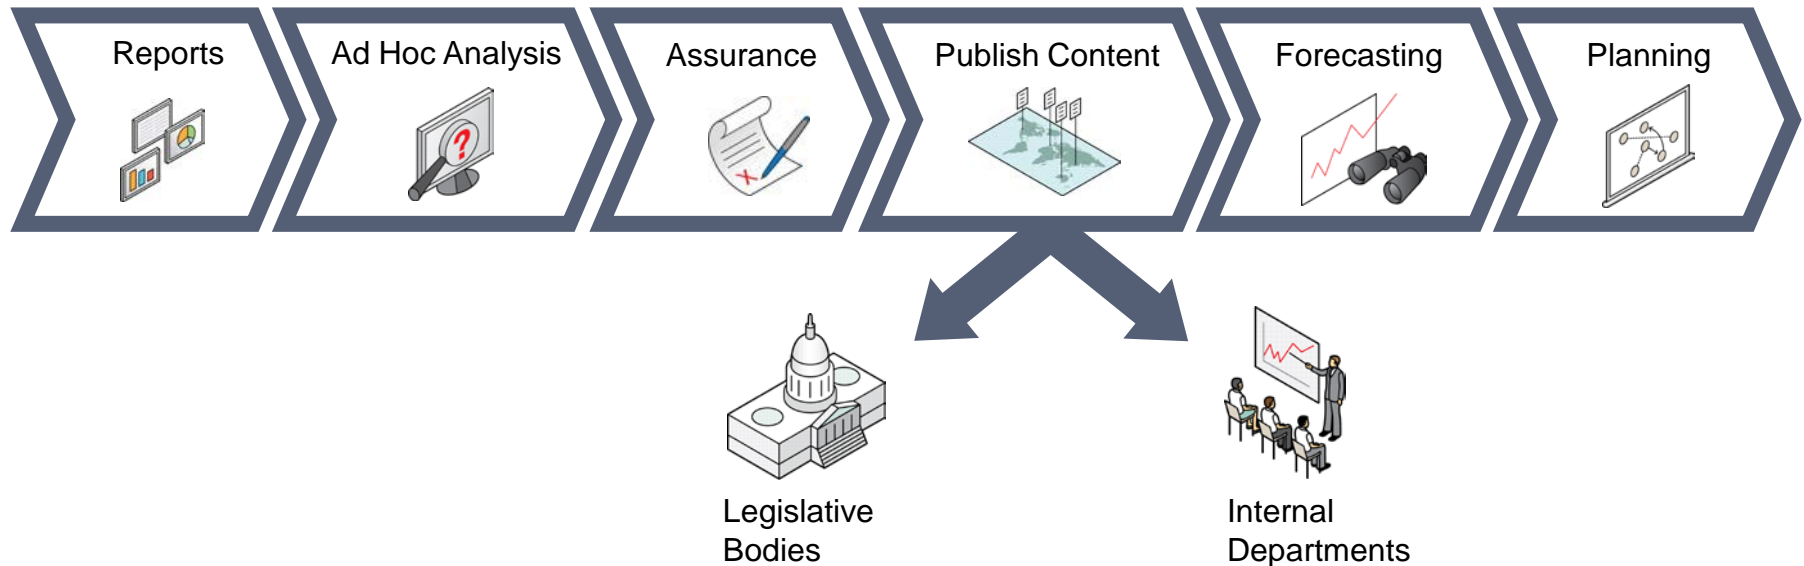 Reports
Ad Hoc Analysis
Assurance
Publish Content
Forecasting
Planning
?
X
Legislative
Bodies
Internal
Departments